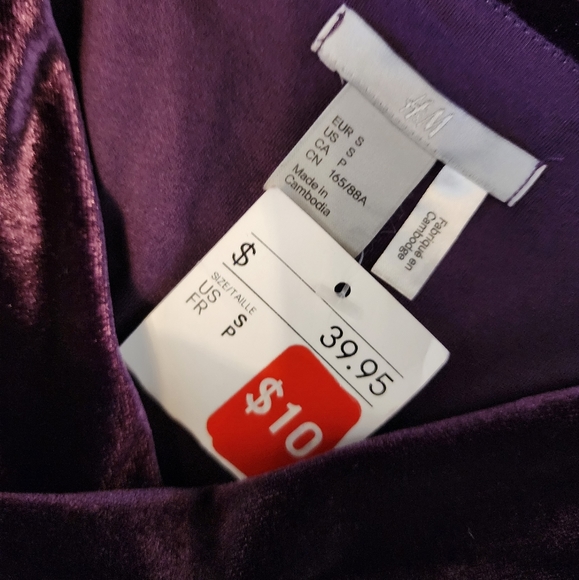 H&M
EUR S
US S
CA P
CN 165/88A
Made in
Cambodia
Fabriqué en
Cambodge
$ 39.95
SIZE/TAILLE
US S
FR P
$10